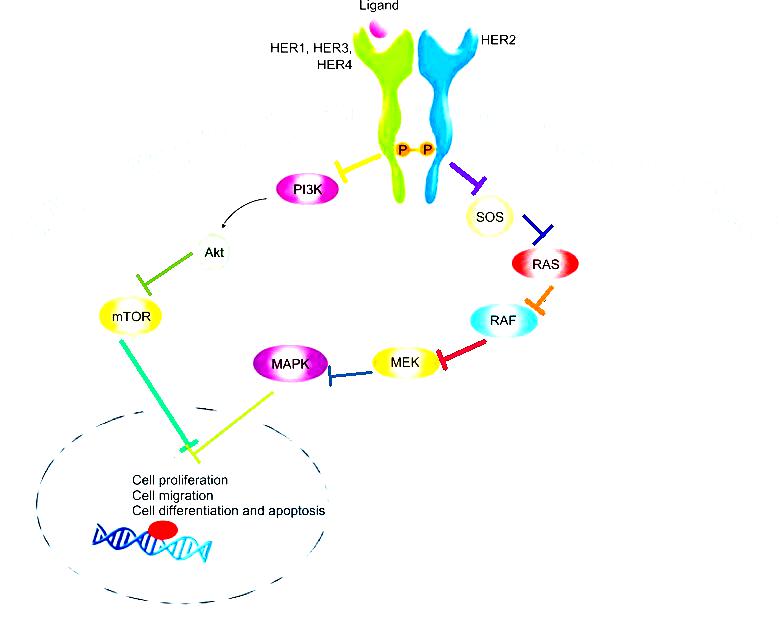 Ligand
HER1, HER3,
HER4
HER2
P
P
PI3K
SOS
Akt
RAS
mTOR
RAF
MAPK
MEK
Cell proliferation
Cell migration
Cell differentiation and apoptosis